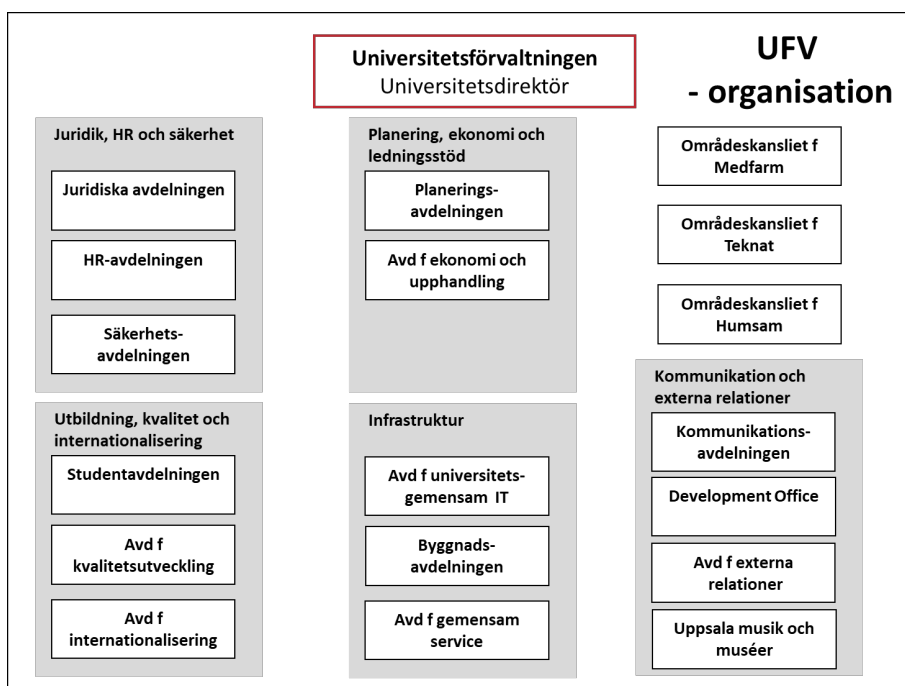 Universitetsförvaltningen
Universitetsdirektör
UFV
- organisation
Juridik, HR och säkerhet
Juridiska avdelningen
HR-avdelningen
Säkerhets-
avdelningen
Planering, ekonomi och
ledningsstöd
Planerings-
avdelningen
Avd f ekonomi och
upphandling
Områdeskansliet f
Medfarm
Områdeskansliet f
Teknat
Områdeskansliet f
Humsam
Utbildning, kvalitet och
internationalisering
Studentavdelningen
Avd f
kvalitetsutveckling
Avd f
internationalisering
Infrastruktur
Avd f universitets-
gemensam IT
Byggnads-
avdelningen
Avd f gemensam
service
Kommunikation och
externa relationer
Kommunikations-
avdelningen
Development Office
Avd f externa
relationer
Uppsala musik och
muséer